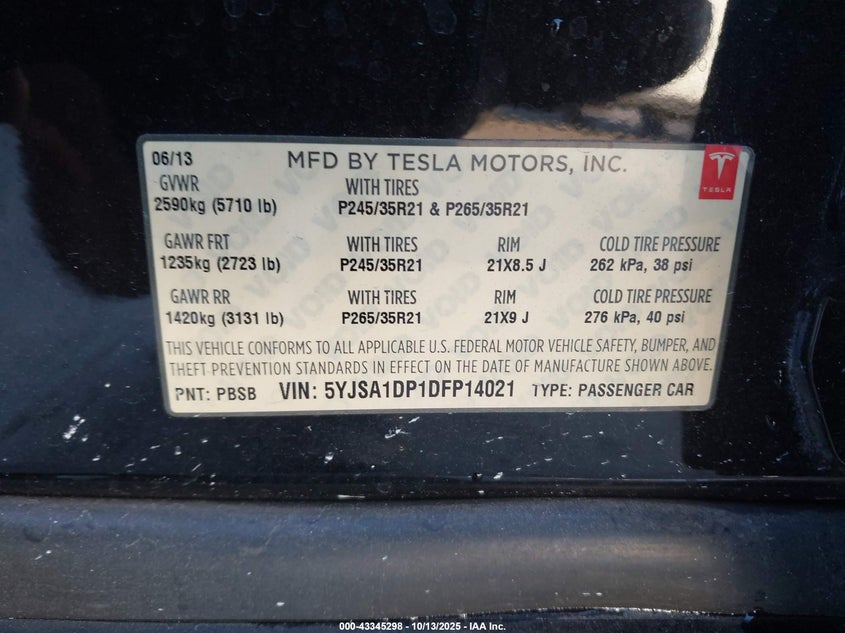 06/13 MFD BY TESLA MOTORS, INC.
TESLA
GVWR WITH TIRES
2590kg (5710 lb) P245/35R21 & P265/35R21
GAWR FRT WITH TIRES RIM COLD TIRE PRESSURE
1235kg (2723 lb) P245/35R21 21X8.5 J 262 kPa, 38 psi
GAWR RR WITH TIRES RIM COLD TIRE PRESSURE
1420kg (3131 lb) P265/35R21 21X9 J 276 kPa, 40 psi
THIS VEHICLE CONFORMS TO ALL APPLICABLE U.S. FEDERAL MOTOR VEHICLE SAFETY, BUMPER, AND
THEFT PREVENTION STANDARDS IN EFFECT ON THE DATE OF MANUFACTURE SHOWN ABOVE.
PNT: PBSB VIN: 5YJSA1DP1DFP14021 TYPE: PASSENGER CAR
000-43345298 - 10/13/2025 - IAA Inc.